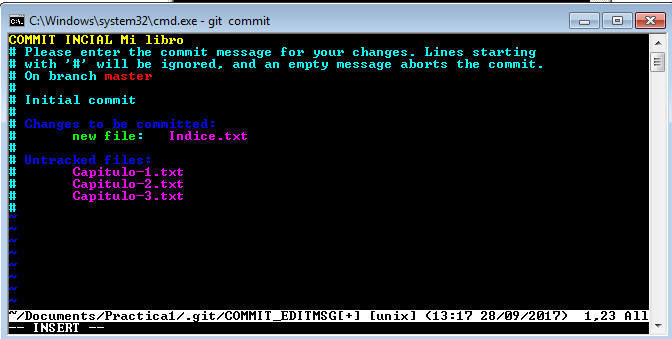 C:\Windows\system32\cmd.exe - git commit
COMMIT INCIAL Mi libro
# Please enter the commit message for your changes. Lines starting
# with '#' will be ignored, and an empty message aborts the commit.
# On branch master
#
# Initial commit
#
# Changes to be committed:
#       new file:   Indice.txt
#
# Untracked files:
#       Capitulo-1.txt
#       Capitulo-2.txt
#       Capitulo-3.txt
#
~
~
~
~
~
~
~
~
~/Documents/Practica1/.git/COMMIT_EDITMSG[+] [unix] (13:17 28/09/2017) 1,23 All
-- INSERT --